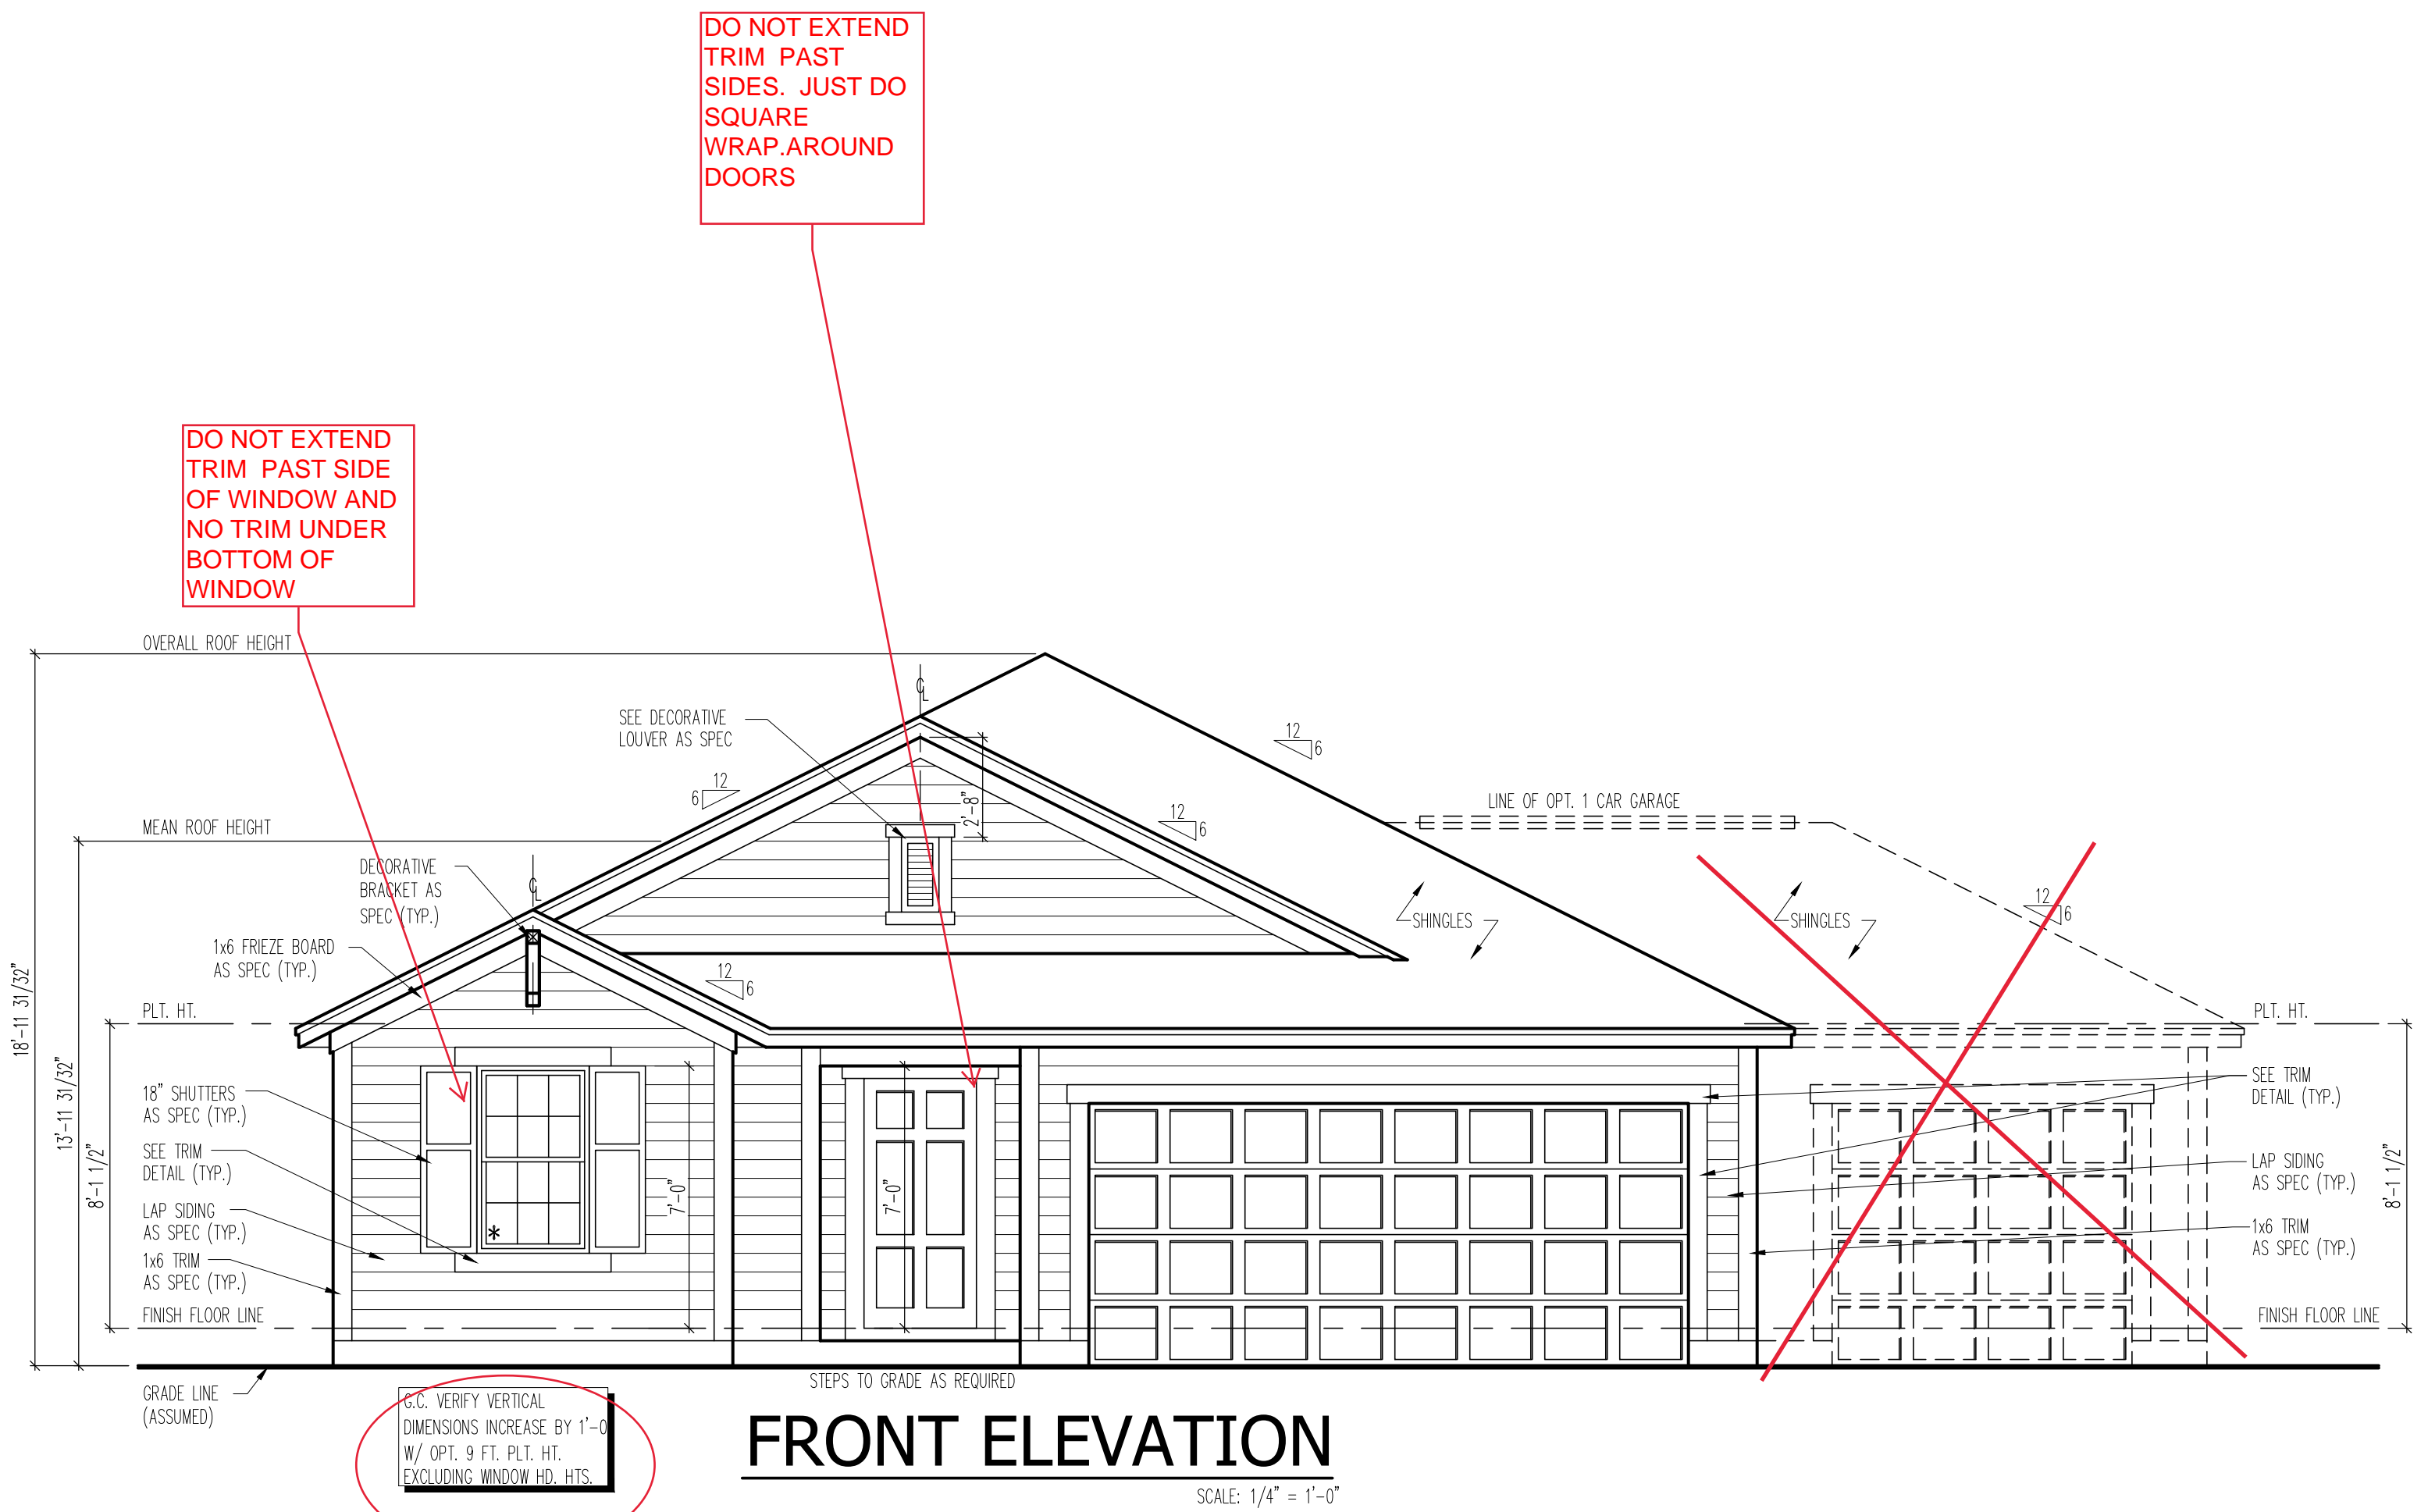 DO NOT EXTEND
TRIM  PAST
SIDES.  JUST DO
SQUARE
WRAP.AROUND
DOORS
DO NOT EXTEND
TRIM  PAST SIDE
OF WINDOW AND
NO TRIM UNDER
BOTTOM OF
WINDOW
OVERALL ROOF HEIGHT
SEE DECORATIVE
LOUVER AS SPEC
12
6
12
6
12
6
2'-8"
LINE OF OPT. 1 CAR GARAGE
MEAN ROOF HEIGHT
DECORATIVE
BRACKET AS
SPEC (TYP.)
1x6 FRIEZE BOARD
AS SPEC (TYP.)
12
6
SHINGLES
SHINGLES
12
6
18'-11 31/32"
13'-11 31/32"
8'-1 1/2"
PLT. HT.
PLT. HT.
18" SHUTTERS
AS SPEC (TYP.)
SEE TRIM
DETAIL (TYP.)
LAP SIDING
AS SPEC (TYP.)
1x6 TRIM
AS SPEC (TYP.)
FINISH FLOOR LINE
*
7'-0"
7'-0"
SEE TRIM
DETAIL (TYP.)
LAP SIDING
AS SPEC (TYP.)
1x6 TRIM
AS SPEC (TYP.)
8'-1 1/2"
FINISH FLOOR LINE
GRADE LINE
(ASSUMED)
STEPS TO GRADE AS REQUIRED
G.C. VERIFY VERTICAL
DIMENSIONS INCREASE BY 1'-0
W/ OPT. 9 FT. PLT. HT.
EXCLUDING WINDOW HD. HTS.
FRONT ELEVATION
SCALE: 1/4" = 1'-0"